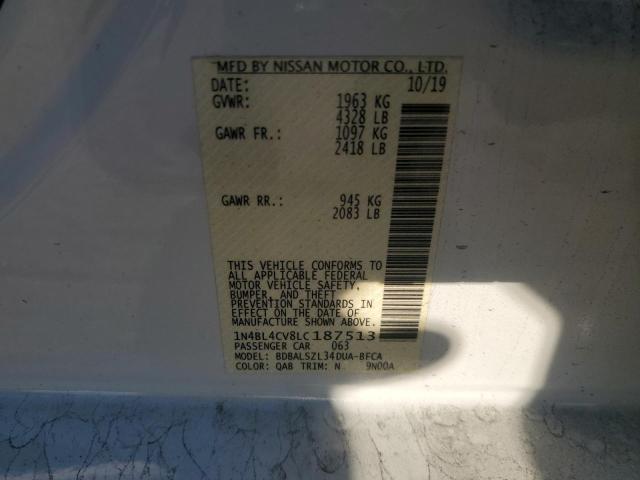 MFD BY NISSAN MOTOR CO., LTD.
DATE: 10/19
GVWR: 1963 KG
4328 LB
GAWR FR.: 1097 KG
2418 LB
GAWR RR.: 945 KG
2083 LB
THIS VEHICLE CONFORMS TO
ALL APPLICABLE FEDERAL
MOTOR VEHICLE SAFETY,
BUMPER, AND THEFT
PREVENTION STANDARDS IN
EFFECT ON THE DATE OF
MANUFACTURE SHOWN ABOVE.
1N4BL4CV8LC187513
PASSENGER CAR 063
MODEL: BDBALSZL34DUA-BFCA
COLOR: QAB TRIM: N 9N00A